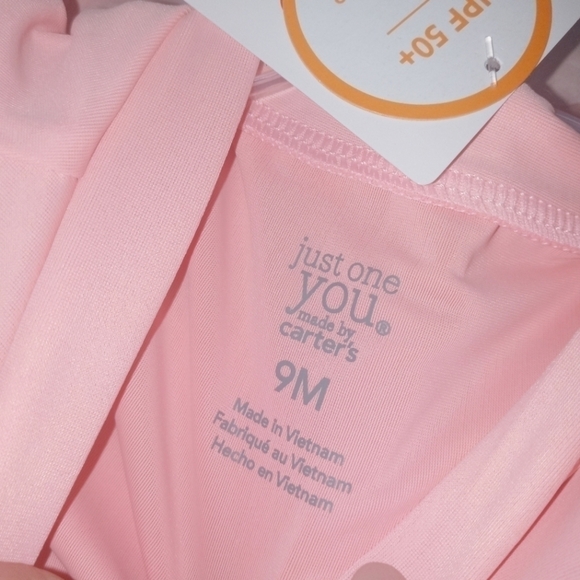 UPF 50+
just one
you®
made by
carter's
9M
Made in Vietnam
Fabriqué au Vietnam
Hecho en Vietnam